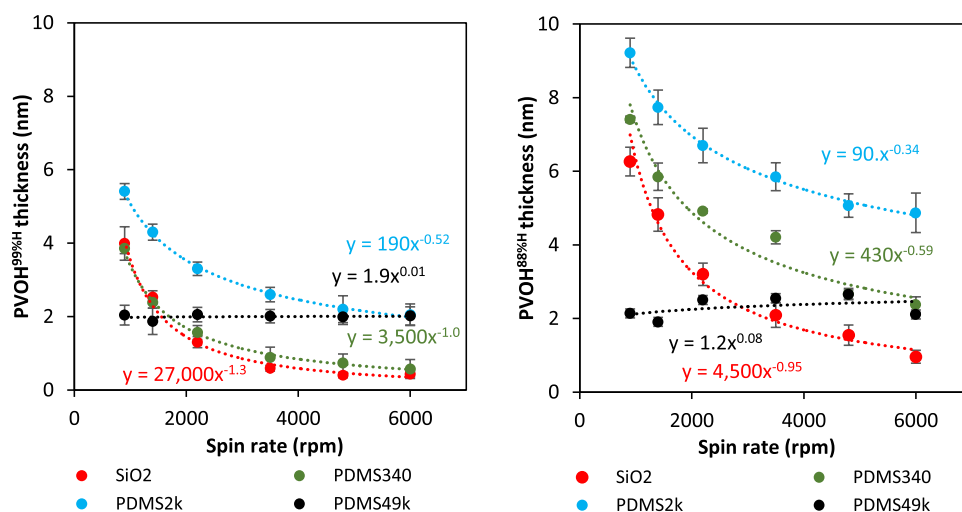 PVOH99%H thickness (nm)
10
8
6
4
2
0
0 2000 4000 6000
Spin rate (rpm)
y = 190x-0.52
y = 1.9x0.01
y = 3,500x-1.0
y = 27,000x-1.3
SiO2 PDMS340
PDMS2k PDMS49k
PVOH88%H thickness (nm)
10
8
6
4
2
0
0 2000 4000 6000
Spin rate (rpm)
y = 90.x-0.34
y = 430x-0.59
y = 1.2x0.08
y = 4,500x-0.95
SiO2 PDMS340
PDMS2k PDMS49k